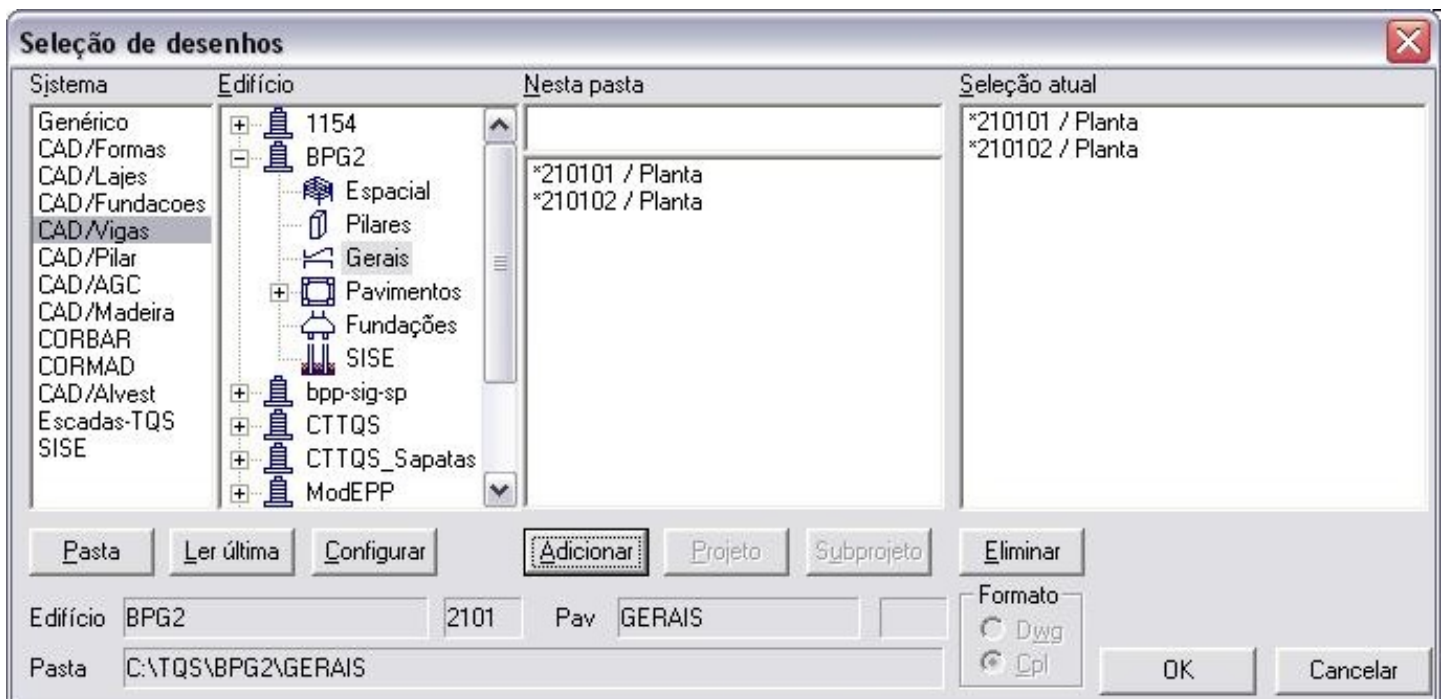 Seleção de desenhos
Sistema
Genérico
CAD/Formas
CAD/Lajes
CAD/Fundacoes
CAD/Vigas
CAD/Pilar
CAD/AGC
CAD/Madeira
CORBAR
CORMAD
CAD/Alvest
Escadas-TQS
SISE
Edifício
1154
BPG2
Espacial
Pilares
Gerais
Pavimentos
Fundações
SISE
bpp-sig-sp
CTTQS
CTTQS_Sapatas
ModEPP
Nesta pasta
*210101 / Planta
*210102 / Planta
Seleção atual
*210101 / Planta
*210102 / Planta
Pasta Ler última Configurar Adicionar Projeto Subprojeto Eliminar
Edifício BPG2 2101 Pav GERAIS
Pasta C:\TQS\BPG2\GERAIS
Formato
Dwg
Cpl
OK Cancelar